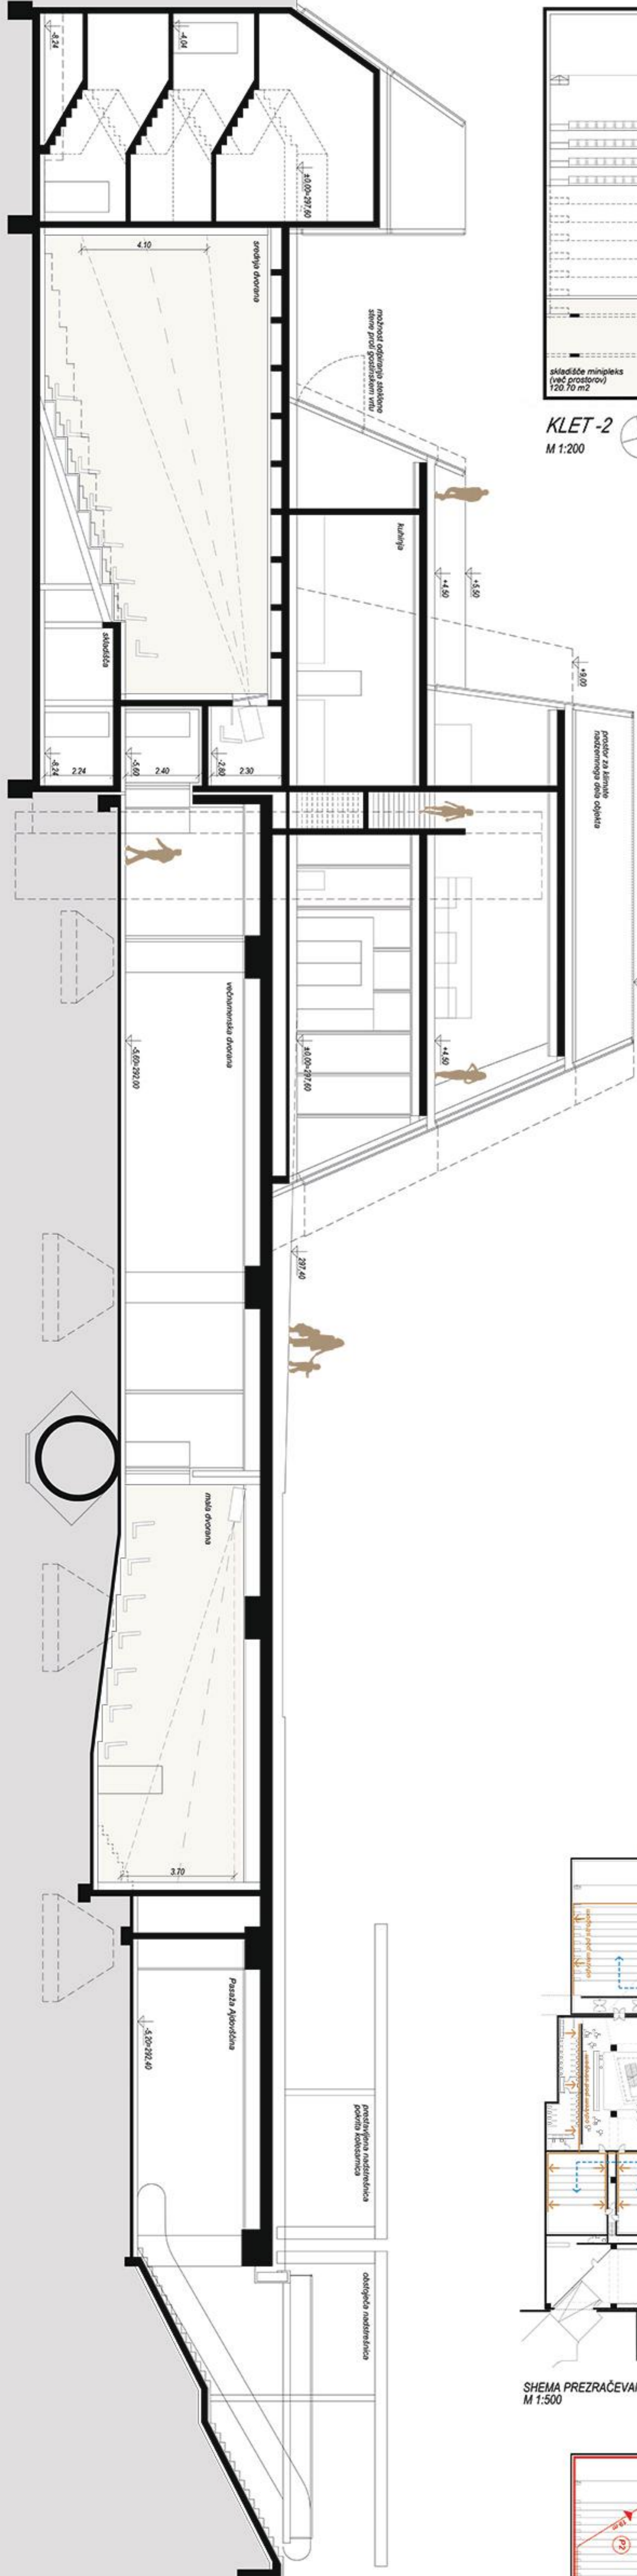 -8,24
-4,04
±0,00=297,60
4.10
srednja dvorana
možnost odpiranja steklene
stene proti gostinskem vrtu
skladišče minipleks
(več prostorov)
120.70 m2
KLET -2
M 1:200
kuhinja
+4,50
+5,50
skladišča
+9,00
prostor za klimate
nadzemnega dela objekta
-8,24
2.24
-5,60
2.40
-2,80
2.30
večnamenska dvorana
-5,60=292,00
±0,00=297,60
+4,50
297,40
mala dvorana
3.70
Pasaža Ajdovščina
-5,20=292,40
prestavljena nadstrešnica
pokrita kolesarnica
obstoječa nadstrešnica
SHEMA PREZRAČEVA
M 1:500
P2